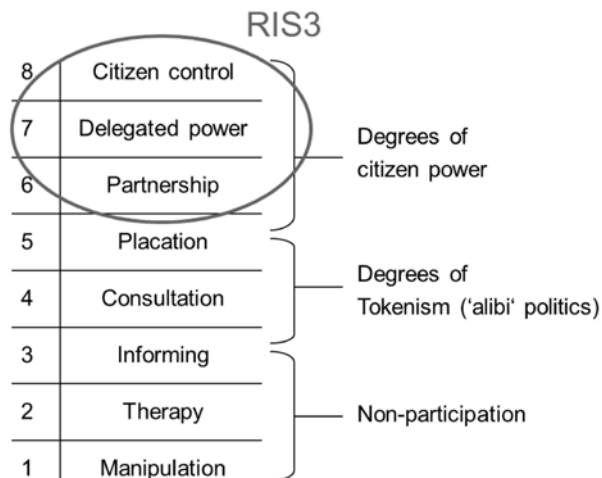 RIS3
8 Citizen control
7 Delegated power
6 Partnership
Degrees of
citizen power
5 Placation
4 Consultation
Degrees of
Tokenism (‘alibi‘ politics)
3 Informing
2 Therapy
Non-participation
1 Manipulation